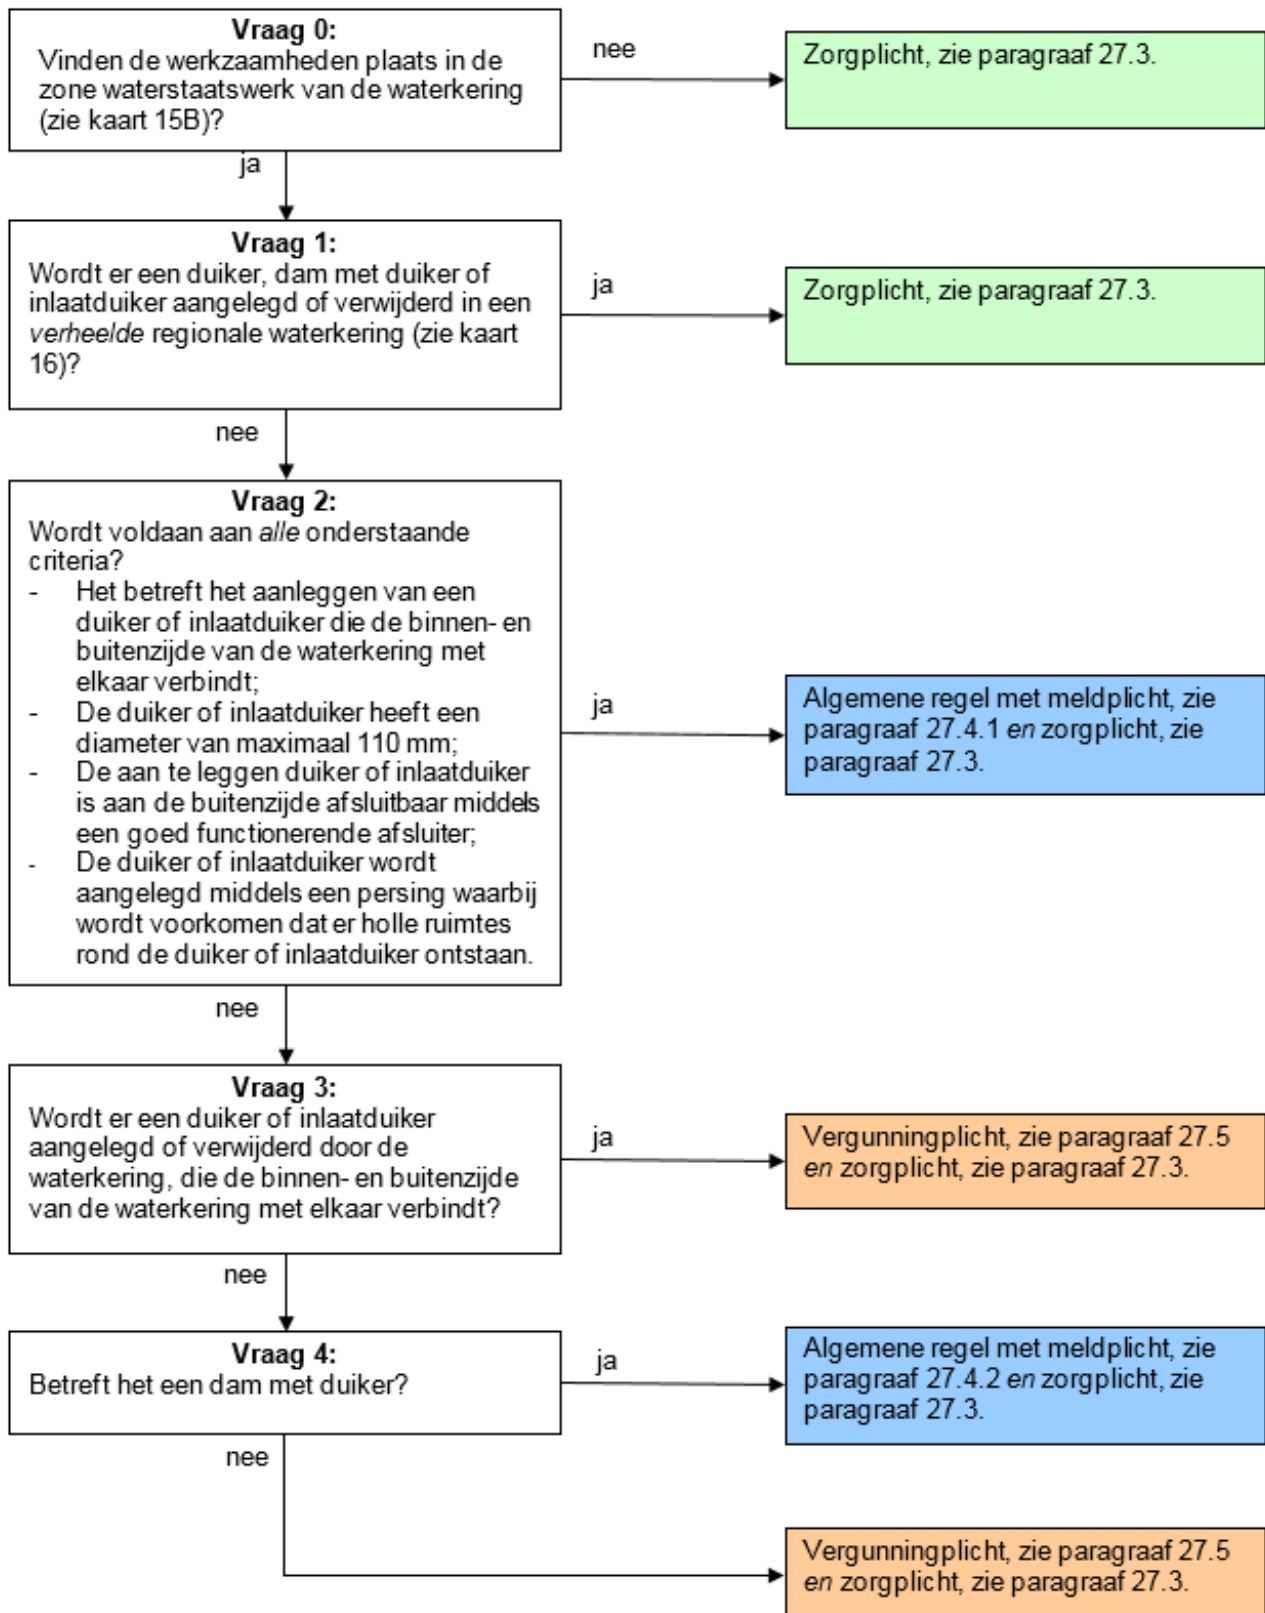 Vraag 0:
Vinden de werkzaamheden plaats in de
zone waterstaatswerk van de waterkering
(zie kaart 15B)?
nee
Zorgplicht, zie paragraaf 27.3.
ja
Vraag 1:
Wordt er een duiker, dam met duiker of
inlaatduiker aangelegd of verwijderd in een
verheelde regionale waterkering (zie kaart
16)?
ja
Zorgplicht, zie paragraaf 27.3.
nee
Vraag 2:
Wordt voldaan aan alle onderstaande
criteria?
- Het betreft het aanleggen van een
duiker of inlaatduiker die de binnen- en
buitenzijde van de waterkering met
elkaar verbindt;
- De duiker of inlaatduiker heeft een
diameter van maximaal 110 mm;
- De aan te leggen duiker of inlaatduiker
is aan de buitenzijde afsluitbaar middels
een goed functionerende afsluiter;
- De duiker of inlaatduiker wordt
aangelegd middels een persing waarbij
wordt voorkomen dat er holle ruimtes
rond de duiker of inlaatduiker ontstaan.
ja
Algemene regel met meldplicht, zie
paragraaf 27.4.1 en zorgplicht, zie
paragraaf 27.3.
nee
Vraag 3:
Wordt er een duiker of inlaatduiker
aangelegd of verwijderd door de
waterkering, die de binnen- en buitenzijde
van de waterkering met elkaar verbindt?
ja
Vergunningplicht, zie paragraaf 27.5
en zorgplicht, zie paragraaf 27.3.
nee
Vraag 4:
Betreft het een dam met duiker?
ja
Algemene regel met meldplicht, zie
paragraaf 27.4.2 en zorgplicht, zie
paragraaf 27.3.
nee
Vergunningplicht, zie paragraaf 27.5
en zorgplicht, zie paragraaf 27.3.